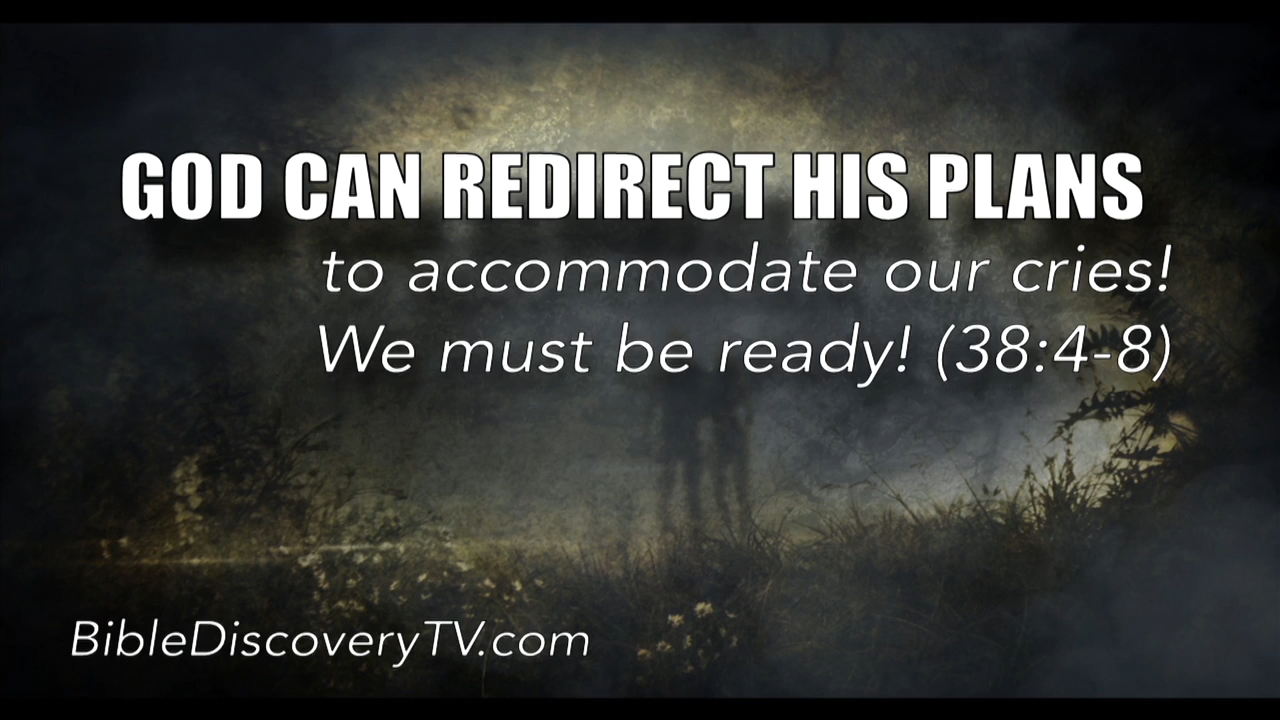 GOD CAN REDIRECT HIS PLANS
to accommodate our cries!
We must be ready! (38:4-8)
BibleDiscoveryTV.com